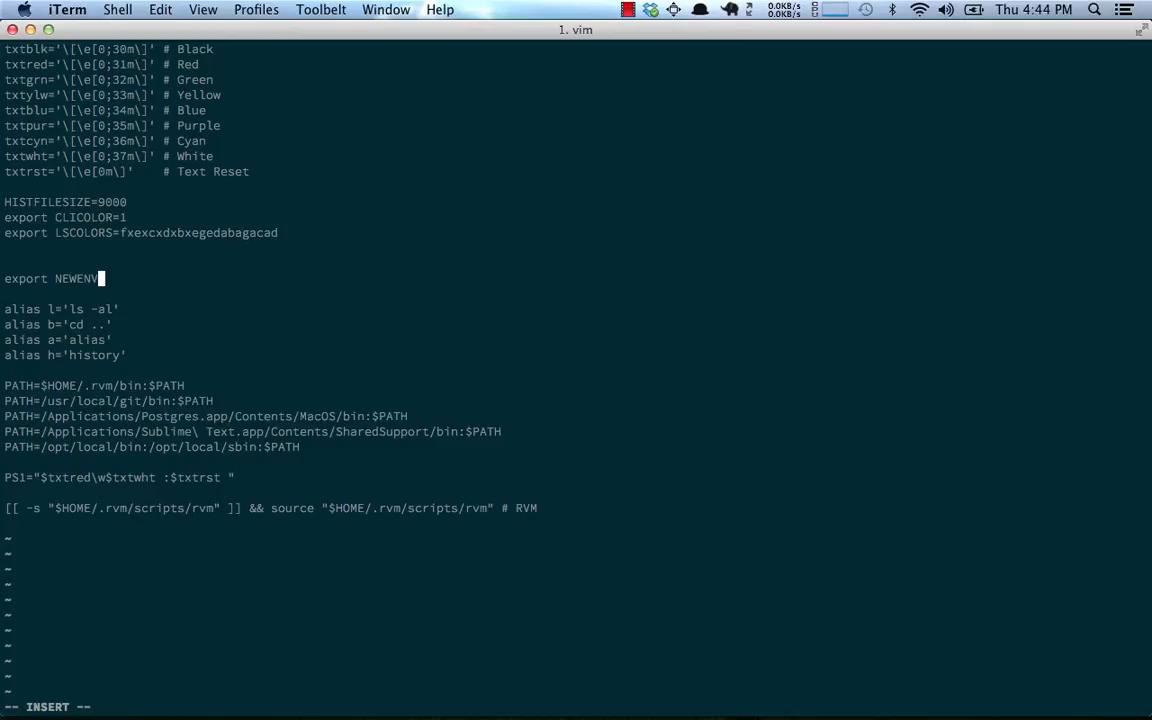 iTerm Shell Edit View Profiles Toolbelt Window Help 0.0KB/s 0.0KB/s Thu 4:44 PM
1. vim
txtblk='\[\e[0;30m\]' # Black
txtred='\[\e[0;31m\]' # Red
txtgrn='\[\e[0;32m\]' # Green
txtylw='\[\e[0;33m\]' # Yellow
txtblu='\[\e[0;34m\]' # Blue
txtpur='\[\e[0;35m\]' # Purple
txtcyn='\[\e[0;36m\]' # Cyan
txtwht='\[\e[0;37m\]' # White
txtrst='\[\e[0m\]'    # Text Reset
HISTFILESIZE=9000
export CLICOLOR=1
export LSCOLORS=fxexcxdxbxegedabagacad
export NEWENV
alias l='ls -al'
alias b='cd ..'
alias a='alias'
alias h='history'
PATH=$HOME/.rvm/bin:$PATH
PATH=/usr/local/git/bin:$PATH
PATH=/Applications/Postgres.app/Contents/MacOS/bin:$PATH
PATH=/Applications/Sublime\ Text.app/Contents/SharedSupport/bin:$PATH
PATH=/opt/local/bin:/opt/local/sbin:$PATH
PS1="$txtred\w$txtwht :$txtrst "
[[ -s "$HOME/.rvm/scripts/rvm" ]] && source "$HOME/.rvm/scripts/rvm" # RVM
~
~
~
~
~
~
~
~
~
~
~
-- INSERT --